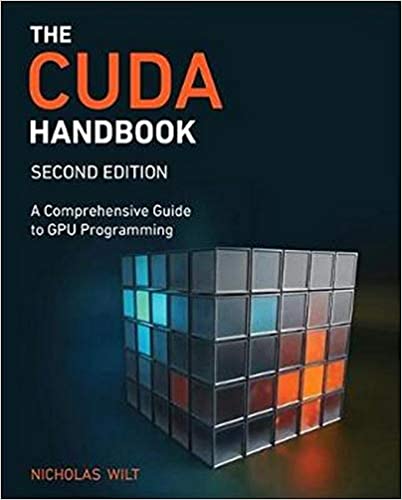 THE
CUDA
HANDBOOK
SECOND EDITION
A Comprehensive Guide
to GPU Programming
NICHOLAS WILT